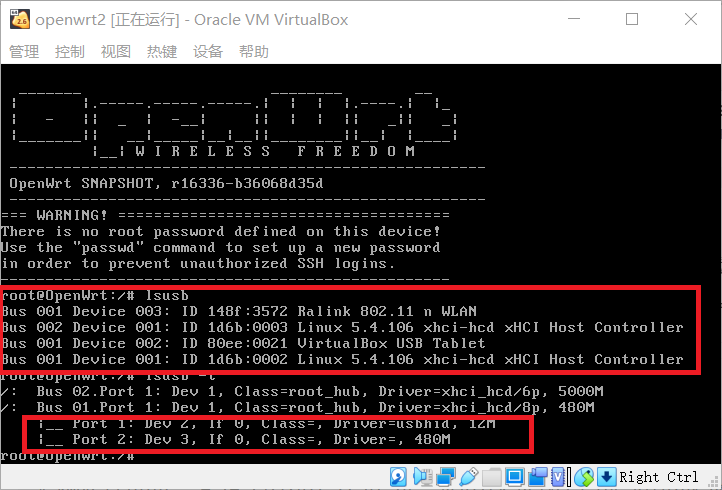 openwrt2 [正在运行] - Oracle VM VirtualBox
管理 控制 视图 热键 设备 帮助
OpenWrt
W I R E L E S S   F R E E D O M
-----------------------------------------------------
OpenWrt SNAPSHOT, r16336-b36068d35d
-----------------------------------------------------
=== WARNING! =====================================
There is no root password defined on this device!
Use the "passwd" command to set up a new password
in order to prevent unauthorized SSH logins.
--------------------------------------------------
root@OpenWrt:/# lsusb
Bus 001 Device 003: ID 148f:3572 Ralink 802.11 n WLAN
Bus 002 Device 001: ID 1d6b:0003 Linux 5.4.106 xhci-hcd xHCI Host Controller
Bus 001 Device 002: ID 80ee:0021 VirtualBox USB Tablet
Bus 001 Device 001: ID 1d6b:0002 Linux 5.4.106 xhci-hcd xHCI Host Controller
root@OpenWrt:/# lsusb -t
/:  Bus 02.Port 1: Dev 1, Class=root_hub, Driver=xhci_hcd/6p, 5000M
/:  Bus 01.Port 1: Dev 1, Class=root_hub, Driver=xhci_hcd/8p, 480M
    |__ Port 1: Dev 2, If 0, Class=, Driver=usbhid, 12M
    |__ Port 2: Dev 3, If 0, Class=, Driver=, 480M
root@OpenWrt:/#
Right Ctrl